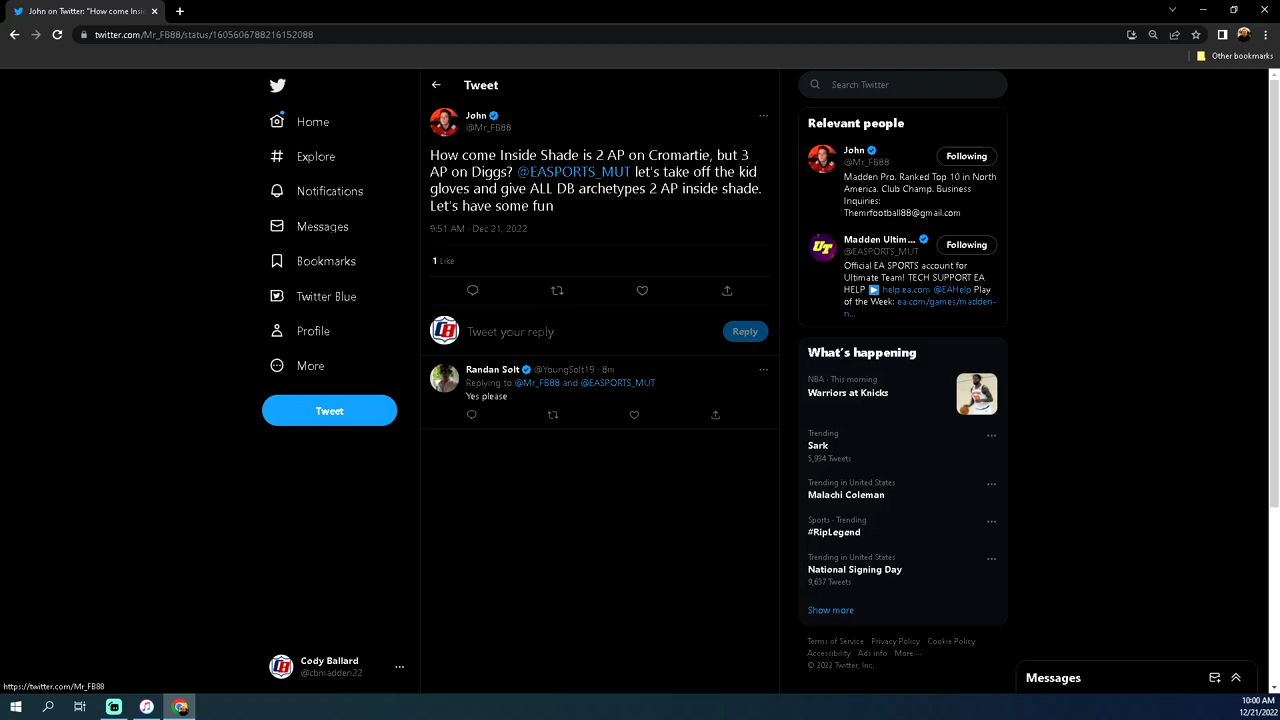 John on Twitter: "How come Insi
twitter.com/Mr_FB88/status/1605606788216152088
Other bookmarks
Home
Explore
Notifications
Messages
Bookmarks
Twitter Blue
Profile
More
Tweet
Cody Ballard
@cbmadden22
Tweet
John
@Mr_FB88
How come Inside Shade is 2 AP on Cromartie, but 3
AP on Diggs? @EASPORTS_MUT let's take off the kid
gloves and give ALL DB archetypes 2 AP inside shade.
Let's have some fun
9:51 AM · Dec 21, 2022
1 Like
Tweet your reply
Reply
Randan Solt @YoungSolt19 · 8m
Replying to @Mr_FB88 and @EASPORTS_MUT
Yes please
Search Twitter
Relevant people
John
@Mr_FB88
Following
Madden Pro. Ranked Top 10 in North
America. Club Champ. Business
Inquiries:
Themrfootball88@gmail.com
UT
Madden Ultim...
@EASPORTS_MUT
Following
Official EA SPORTS account for
Ultimate Team! TECH SUPPORT EA
HELP ▶ help.ea.com @EAHelp Play
of the Week: ea.com/games/madden-
n...
What's happening
NBA · This morning
Warriors at Knicks
Trending
Sark
5,934 Tweets
Trending in United States
Malachi Coleman
Sports · Trending
#RipLegend
Trending in United States
National Signing Day
9,637 Tweets
Show more
Terms of Service Privacy Policy Cookie Policy
Accessibility Ads info More ...
© 2022 Twitter, Inc.
Messages
https://twitter.com/Mr_FB88
10:00 AM
12/21/2022